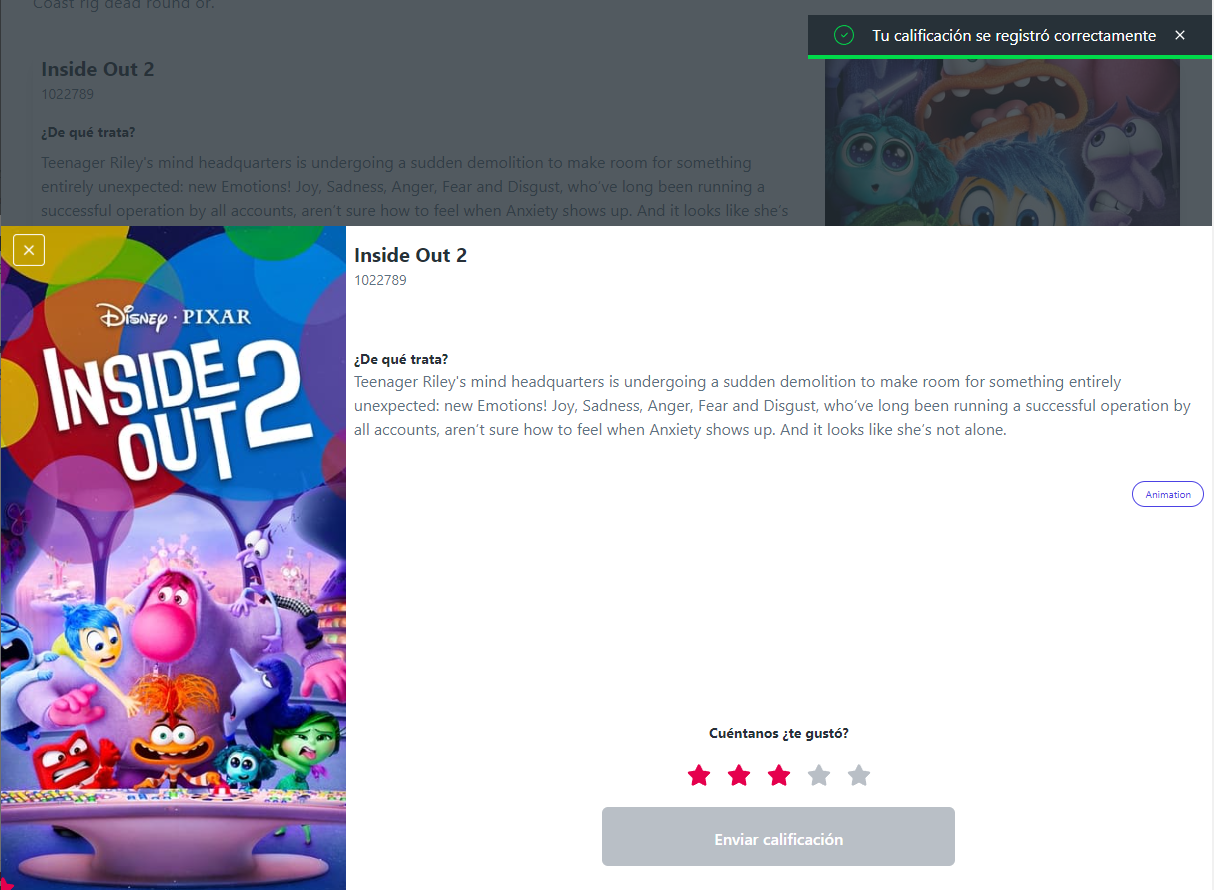 Coast rig dead round of.
Tu calificación se registró correctamente
Inside Out 2
1022789
¿De qué trata?
Teenager Riley's mind headquarters is undergoing a sudden demolition to make room for something
entirely unexpected: new Emotions! Joy, Sadness, Anger, Fear and Disgust, who’ve long been running a
successful operation by all accounts, aren’t sure how to feel when Anxiety shows up. And it looks like she’s
Disney · PIXAR
INSIDE
OUT 2
Inside Out 2
1022789
¿De qué trata?
Teenager Riley's mind headquarters is undergoing a sudden demolition to make room for something entirely
unexpected: new Emotions! Joy, Sadness, Anger, Fear and Disgust, who’ve long been running a successful operation by
all accounts, aren’t sure how to feel when Anxiety shows up. And it looks like she’s not alone.
Animation
Cuéntanos ¿te gustó?
Enviar calificación